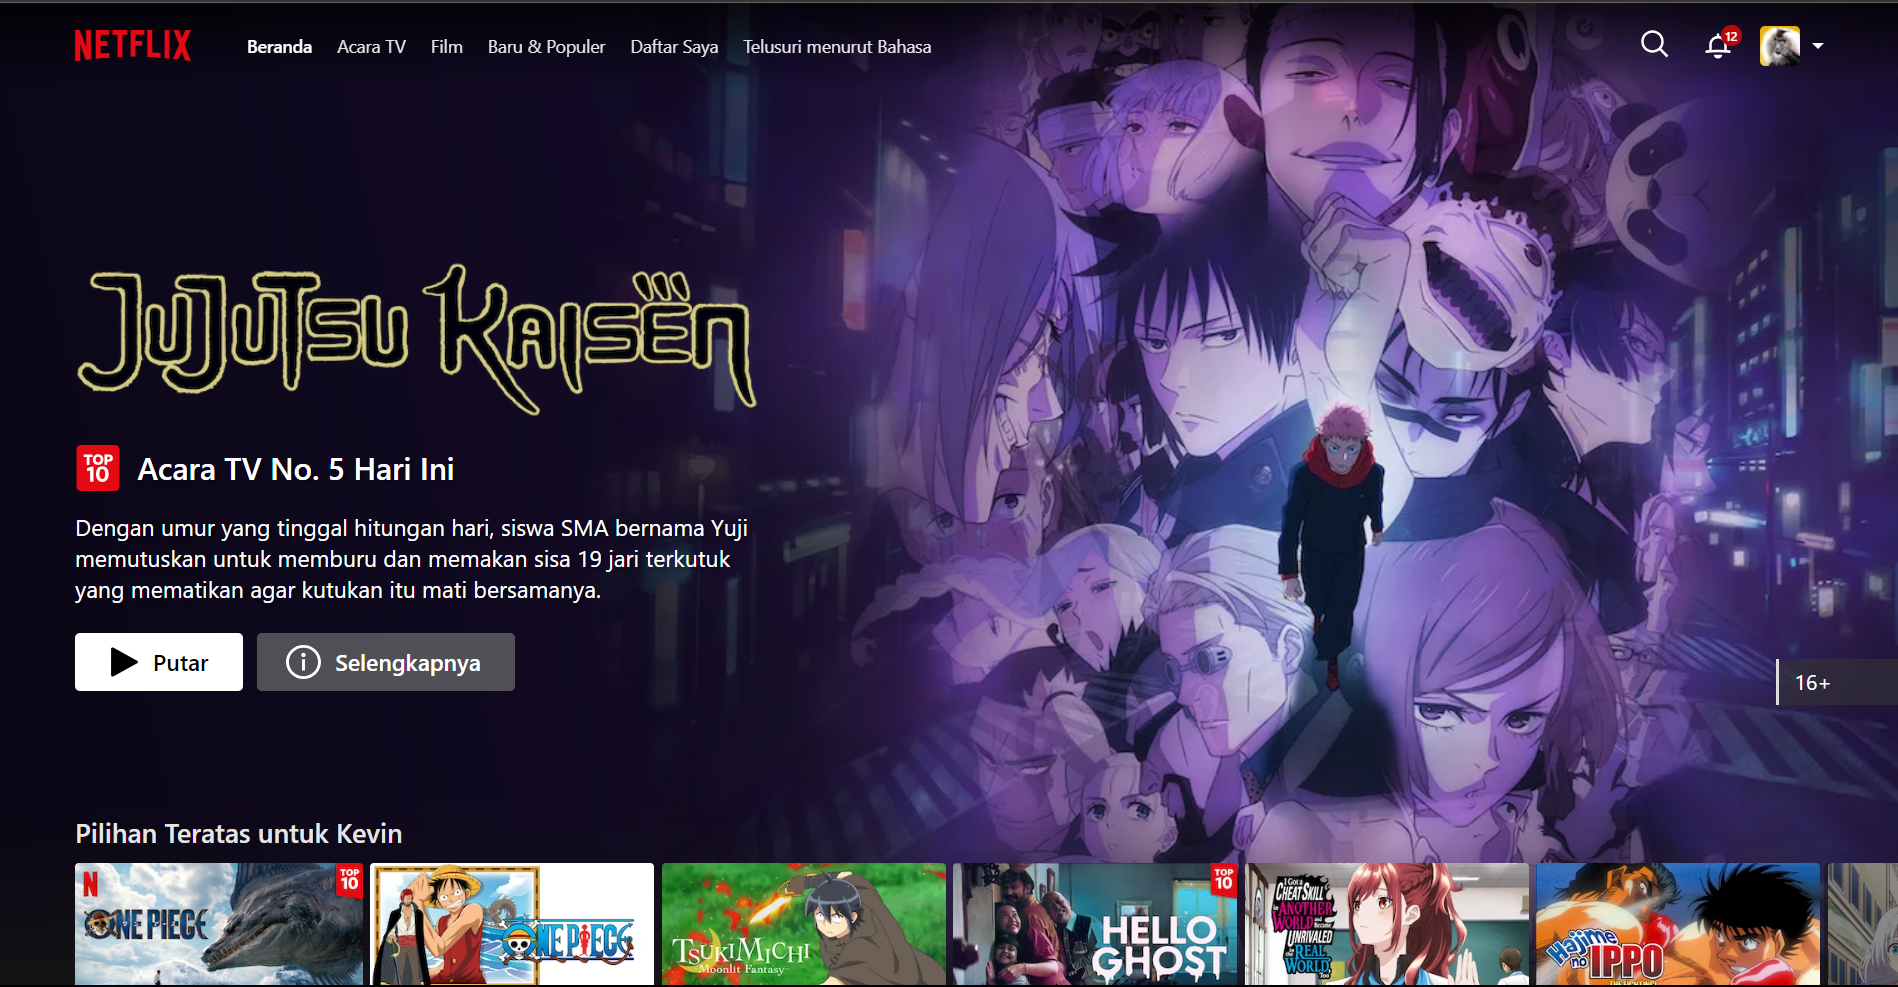 NETFLIX
Beranda
Acara TV
Film
Baru & Populer
Daftar Saya
Telusuri menurut Bahasa
12
JUJUTSU KAISEN
TOP
10
Acara TV No. 5 Hari Ini
Dengan umur yang tinggal hitungan hari, siswa SMA bernama Yuji
memutuskan untuk memburu dan memakan sisa 19 jari terkutuk
yang mematikan agar kutukan itu mati bersamanya.
Putar
Selengkapnya
16+
Pilihan Teratas untuk Kevin
N
ONE PIECE
TOP
10
ONE PIECE
TSUKIMICHI
Moonlit Fantasy
TOP
10
HELLO
GHOST
I Got a
CHEAT SKILL
in ANOTHER
WORLD and
Became
UNRIVALED
in the REAL
WORLD, Too
Hajime
no IPPO
THE FIGHTING!